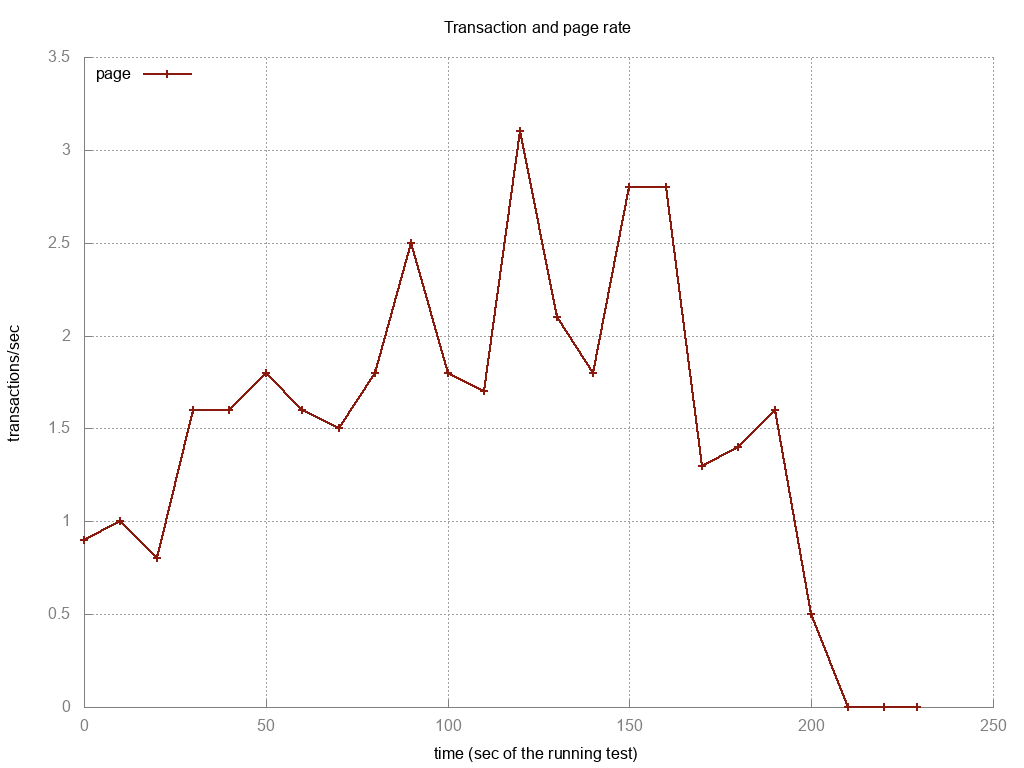 Transaction and page rate
3.5
page
3
2.5
2
1.5
1
0.5
0
transactions/sec
0 50 100 150 200 250
time (sec of the running test)